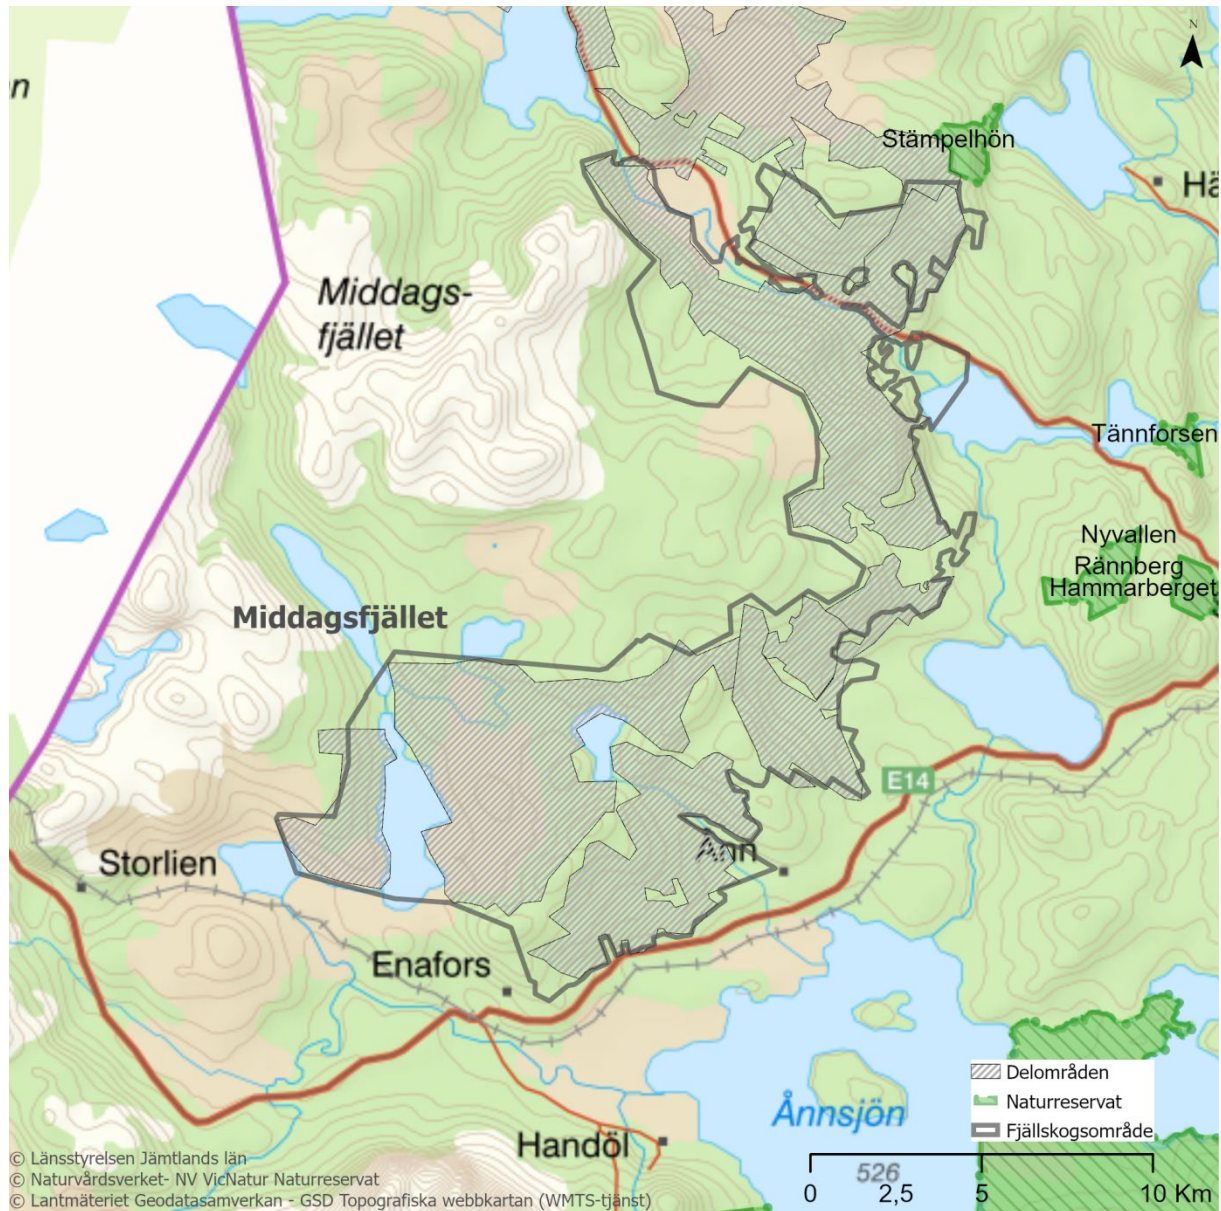 N
n
Stämpelhön
Hä
Middags-
fjället
Tännforsen
Nyvallen
Rännberg
Hammarberget
Middagsfjället
E14
Storlien
Ånn
Enafors
Handöl
Ånnsjön
526
Delområden
Naturreservat
Fjällskogsområde
0 2,5 5 10 Km
© Länsstyrelsen Jämtlands län
© Naturvårdsverket- NV VicNatur Naturreservat
© Lantmäteriet Geodatasamverkan - GSD Topografiska webbkartan (WMTS-tjänst)